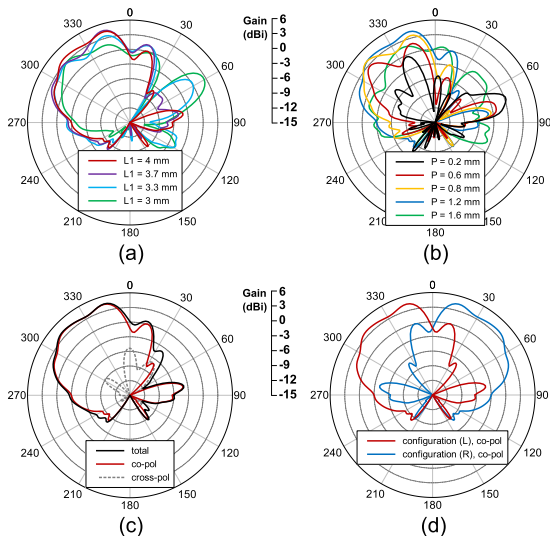 0
330
30
300
60
270
240
120
210
150
180
L1 = 4 mm
L1 = 3.7 mm
L1 = 3.3 mm
L1 = 3 mm
(a)
Gain
(dBi)
6
3
0
-3
-6
-9
-12
-15
0
330
30
300
60
270
90
240
120
210
150
180
P = 0.2 mm
P = 0.6 mm
P = 0.8 mm
P = 1.2 mm
P = 1.6 mm
(b)
0
330
30
300
60
270
90
240
120
210
150
180
total
co-pol
cross-pol
(c)
Gain
(dBi)
6
3
0
-3
-6
-9
-12
-15
0
330
30
300
60
270
90
240
120
210
150
180
configuration (L), co-pol
configuration (R), co-pol
(d)